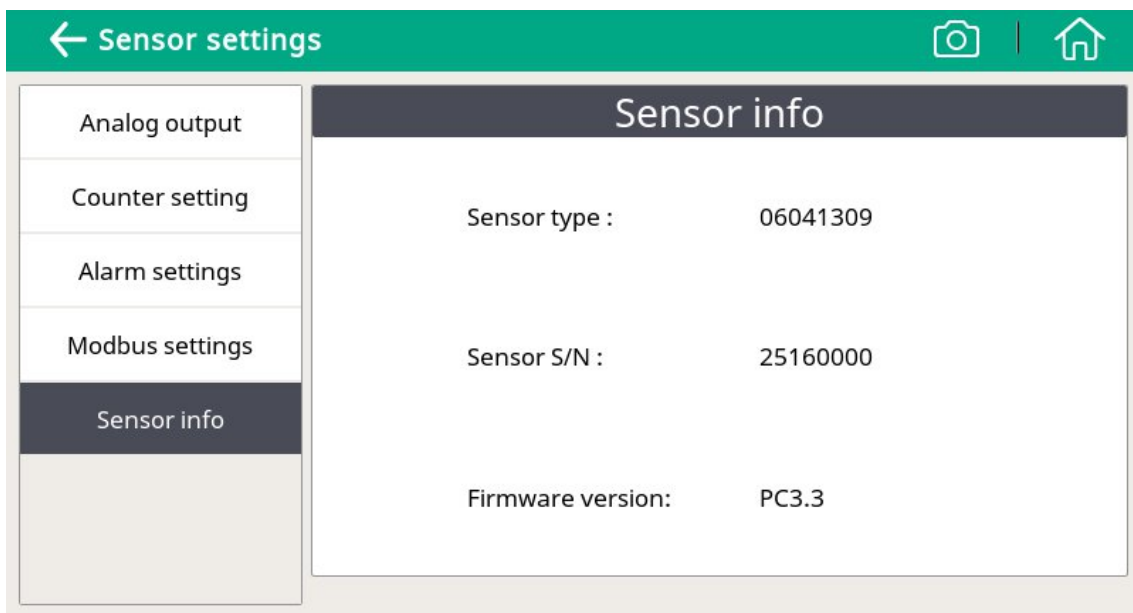 Sensor settings
Analog output
Counter setting
Alarm settings
Modbus settings
Sensor info
Sensor info
Sensor type : 06041309
Sensor S/N : 25160000
Firmware version: PC3.3